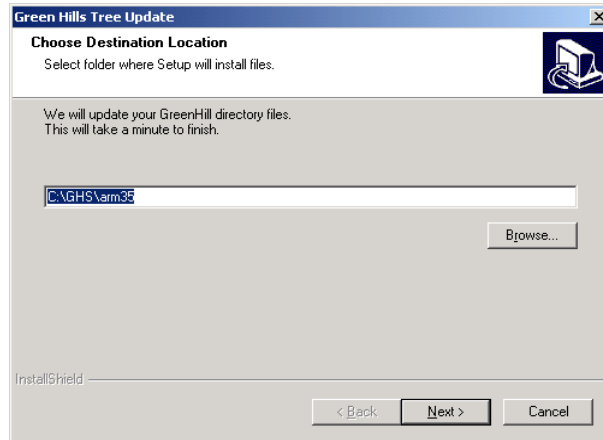 Green Hills Tree Update
Choose Destination Location
Select folder where Setup will install files.
We will update your GreenHill directory files.
This will take a minute to finish.
C:\GHS\arm35
Browse...
InstallShield
< Back
Next >
Cancel